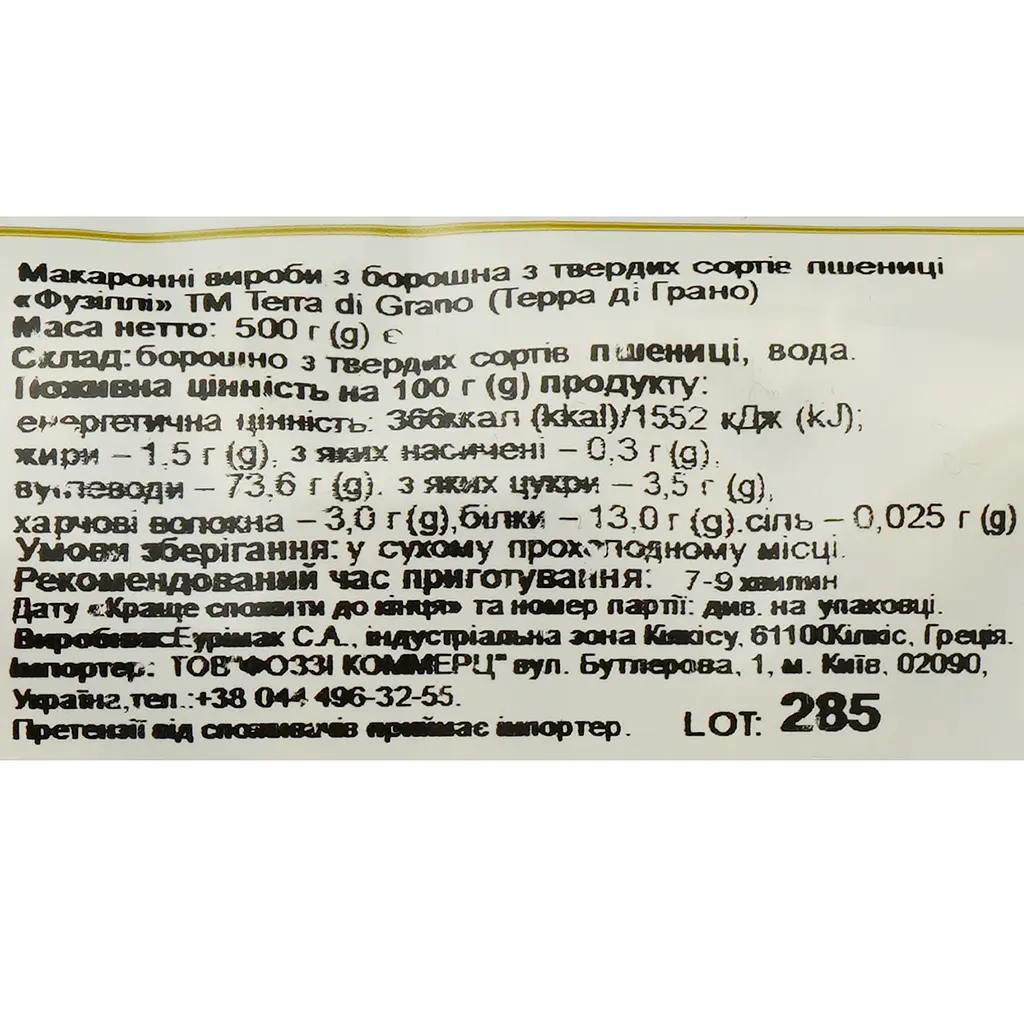 Макаронні вироби з борошна з твердих сортів пшениці
«Фузіллі» ТМ Terra di Grano (Терра ді Грано)
Маса нетто: 500 г (g) е
Склад: борошно з твердих сортів пшениці, вода.
Поживна цінність на 100 г (g) продукту:
енергетична цінність: 366ккал (kkal)/1552 кДж (kJ);
жири – 1,5 г (g), з яких насичені – 0,3 г (g),
вуглеводи – 73,6 г (g), з яких цукри – 3,5 г (g),
харчові волокна – 3,0 г (g), білки – 13,0 г (g). сіль – 0,025 г (g)
Умови зберігання: у сухому прохолодному місці.
Рекомендований час приготування: 7-9 хвилин
Дату «Краще спожити до кінця» та номер партії: див. на упаковці.
Виробник: Еурімак С.А., індустріальна зона Кілкісу, 61100 Кілкіс, Греція.
Імпортер: ТОВ "ФОЗЗІ КОММЕРЦ" вул. Бутлерова, 1, м. Київ, 02090,
Україна, тел.: +38 044 496-32-55.
Претензії від споживачів приймає імпортер.
LOT: 285